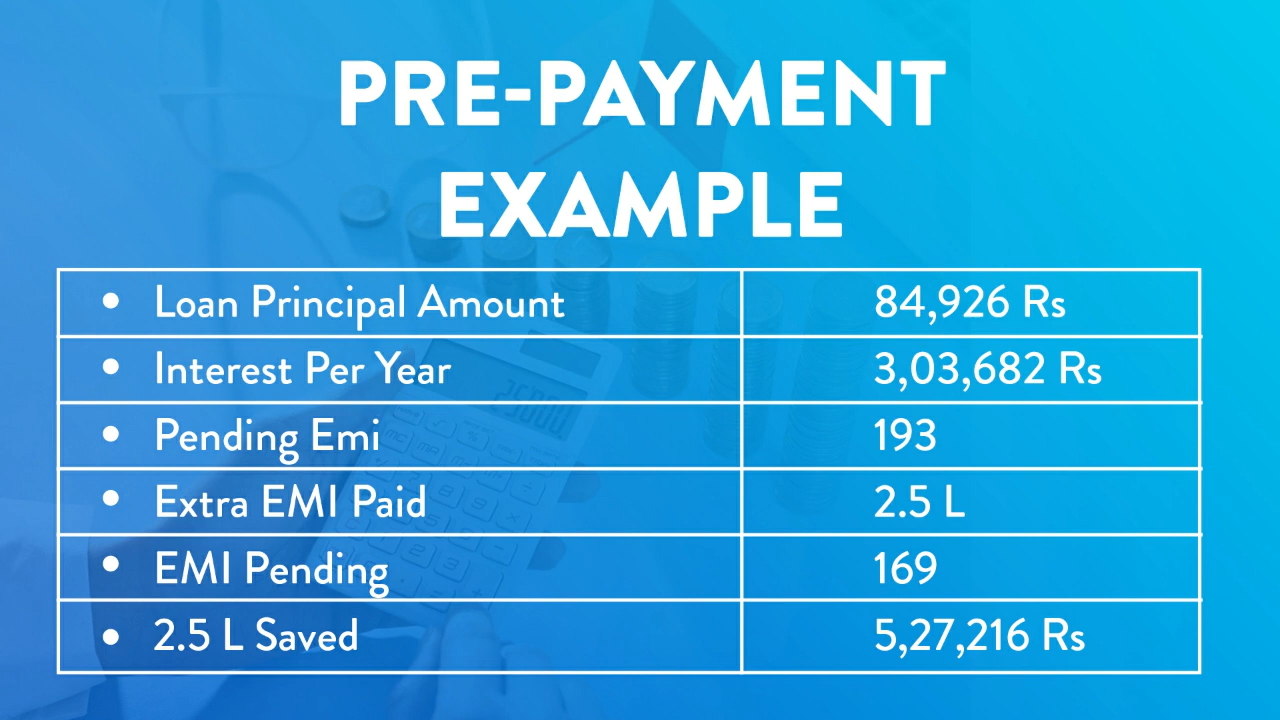 PRE-PAYMENT
EXAMPLE
• Loan Principal Amount 84,926 Rs
• Interest Per Year 3,03,682 Rs
• Pending Emi 193
• Extra EMI Paid 2.5 L
• EMI Pending 169
• 2.5 L Saved 5,27,216 Rs